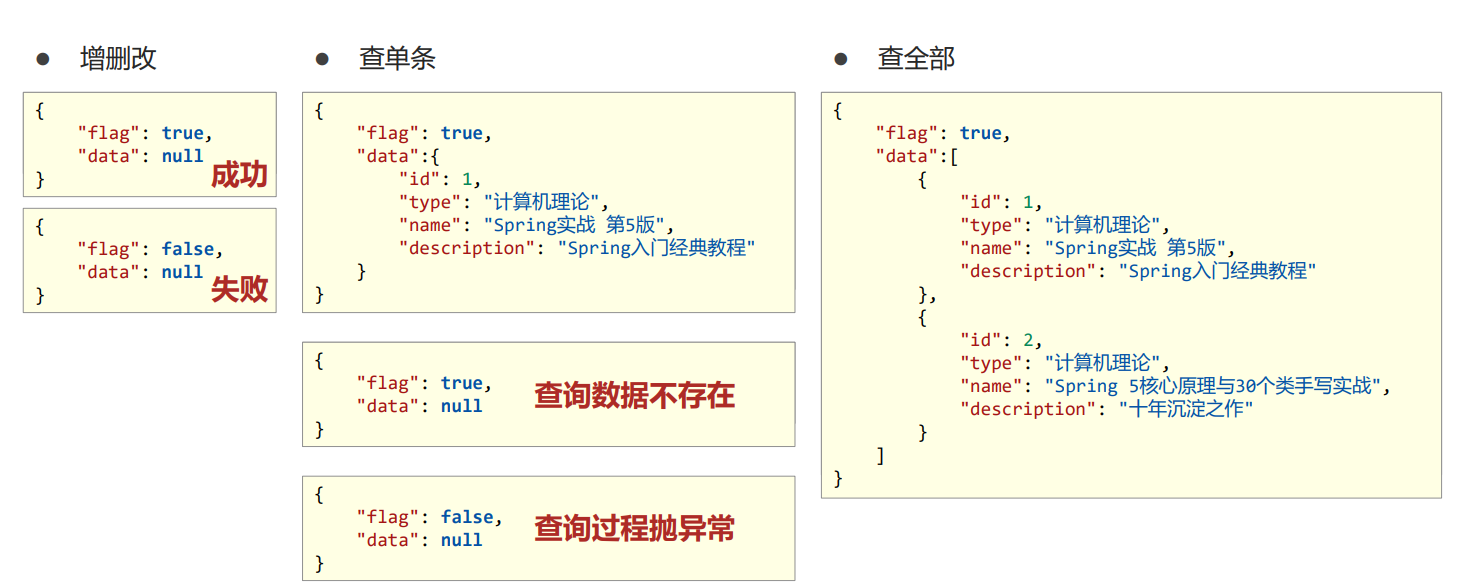 ● 增删改
{
    "flag": true,
    "data": null
}
成功
{
    "flag": false,
    "data": null
}
失败
● 查单条
{
    "flag": true,
    "data":{
        "id": 1,
        "type": "计算机理论",
        "name": "Spring实战 第5版",
        "description": "Spring入门经典教程"
    }
}
{
    "flag": true,
    "data": null
}
查询数据不存在
{
    "flag": false,
    "data": null
}
查询过程抛异常
● 查全部
{
    "flag": true,
    "data":[
        {
            "id": 1,
            "type": "计算机理论",
            "name": "Spring实战 第5版",
            "description": "Spring入门经典教程"
        },
        {
            "id": 2,
            "type": "计算机理论",
            "name": "Spring 5核心原理与30个类手写实战",
            "description": "十年沉淀之作"
        }
    ]
}